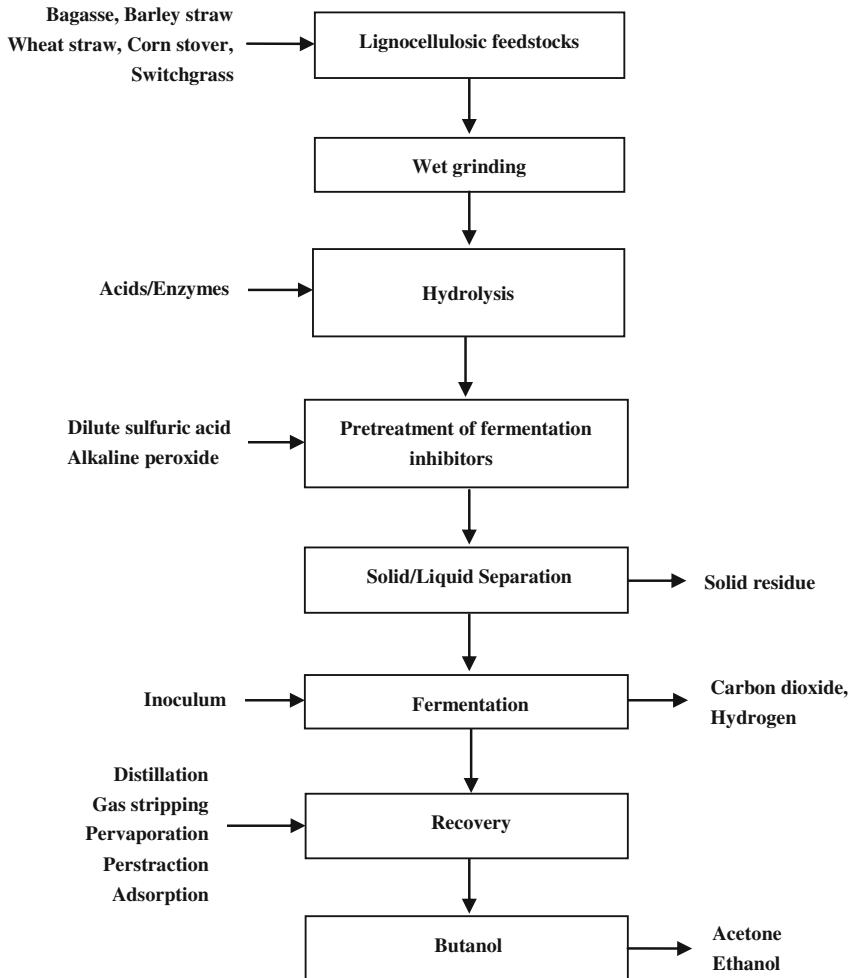 Bagasse, Barley straw
Wheat straw, Corn stover,
Switchgrass
Lignocellulosic feedstocks
Wet grinding
Acids/Enzymes
Hydrolysis
Dilute sulfuric acid
Alkaline peroxide
Pretreatment of fermentation
inhibitors
Solid/Liquid Separation
Solid residue
Inoculum
Fermentation
Carbon dioxide,
Hydrogen
Distillation
Gas stripping
Pervaporation
Perstraction
Adsorption
Recovery
Butanol
Acetone
Ethanol